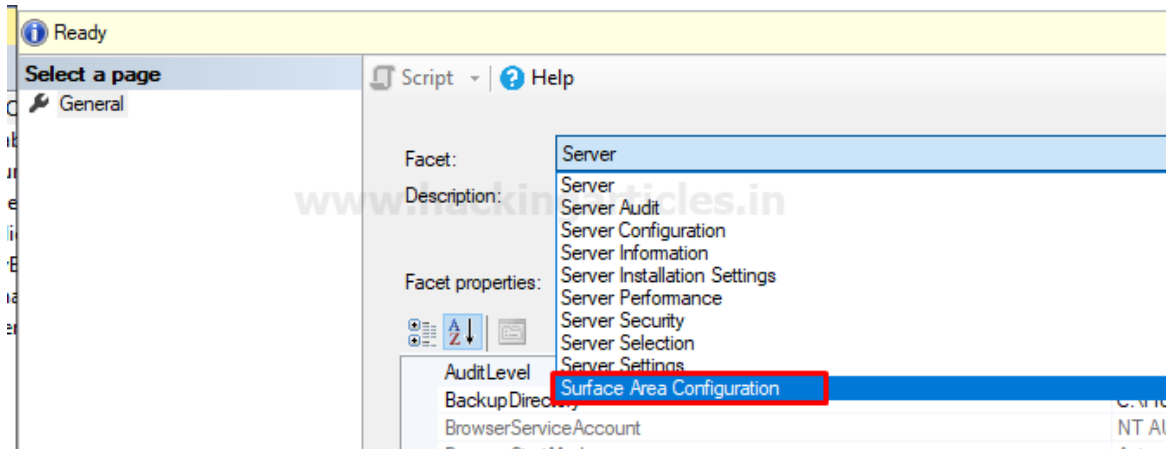 Ready
Select a page
General
Script
Help
Facet:
Server
Description:
www.hackingarticles.in
Server
Server Audit
Server Configuration
Server Information
Server Installation Settings
Server Performance
Server Security
Server Selection
Server Settings
Surface Area Configuration
Facet properties:
AuditLevel
BackupDirectory
BrowserServiceAccount
NT AU